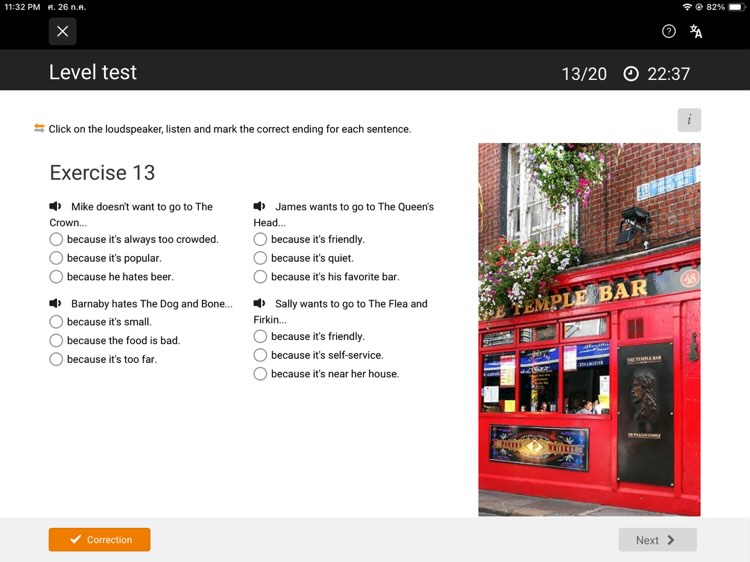 11:32 PM ศ. 26 ก.ค.
82%
Level test
13/20 22:37
Click on the loudspeaker, listen and mark the correct ending for each sentence.
i
Exercise 13
Mike doesn't want to go to The
Crown...
because it's always too crowded.
because it's popular.
because he hates beer.
James wants to go to The Queen's
Head...
because it's friendly.
because it's quiet.
because it's his favorite bar.
Barnaby hates The Dog and Bone...
because it's small.
because the food is bad.
because it's too far.
Sally wants to go to The Flea and
Firkin...
because it's friendly.
because it's self-service.
because it's near her house.
TEMPLE BAR
48
THE TEMPLE BAR
SIR WILLIAM TEMPLE
WHISKEY
Correction
Next